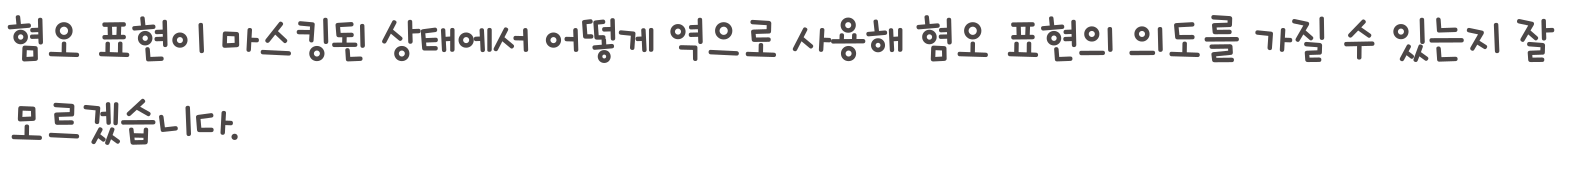 혐오 표현이 마스킹된 상태에서 어떻게 역으로 사용해 혐오 표현의 의도를 가질 수 있는지 잘
모르겠습니다.